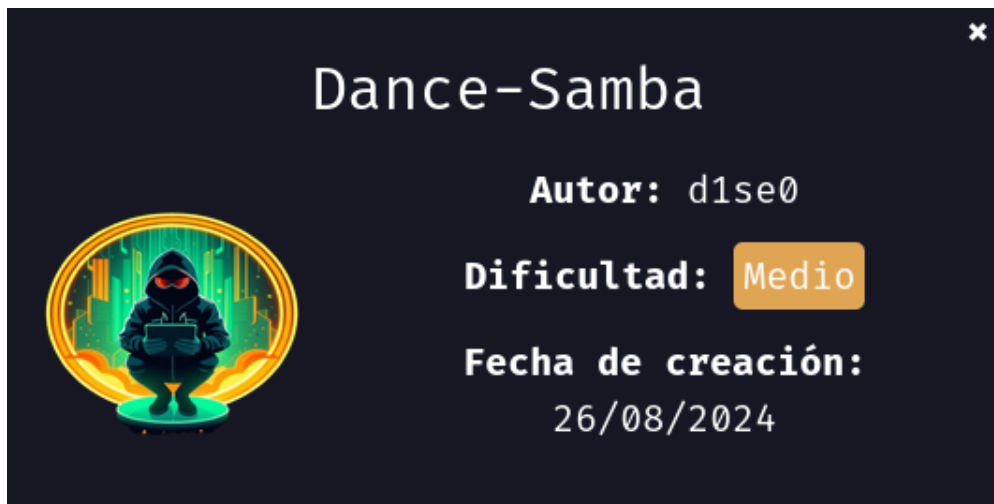 Dance-Samba
Autor: d1se0
Dificultad: Medio
Fecha de creación:
26/08/2024